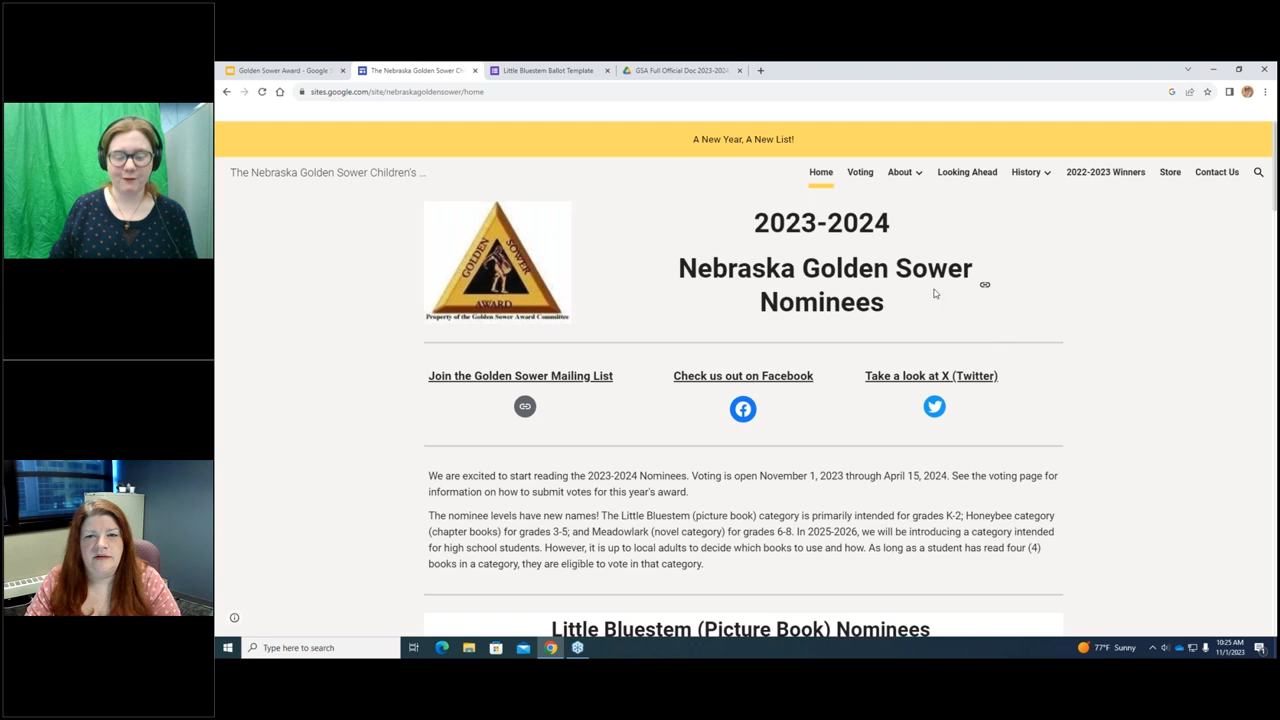 Golden Sower Award - Google S
The Nebraska Golden Sower Ch
Little Bluestem Ballot Template
GSA Full Official Doc 2023-2024
sites.google.com/site/nebraskagoldensower/home
A New Year, A New List!
The Nebraska Golden Sower Children's ...
Home
Voting
About
Looking Ahead
History
2022-2023 Winners
Store
Contact Us
GOLDEN SOWER
AWARD
Property of the Golden Sower Award Committee
2023-2024
Nebraska Golden Sower
Nominees
Join the Golden Sower Mailing List
Check us out on Facebook
Take a look at X (Twitter)
We are excited to start reading the 2023-2024 Nominees. Voting is open November 1, 2023 through April 15, 2024. See the voting page for
information on how to submit votes for this year's award.
The nominee levels have new names! The Little Bluestem (picture book) category is primarily intended for grades K-2; Honeybee category
(chapter books) for grades 3-5; and Meadowlark (novel category) for grades 6-8. In 2025-2026, we will be introducing a category intended
for high school students. However, it is up to local adults to decide which books to use and how. As long as a student has read four (4)
books in a category, they are eligible to vote in that category.
Little Bluestem (Picture Book) Nominees
Type here to search
77°F Sunny
10:25 AM
11/1/2023